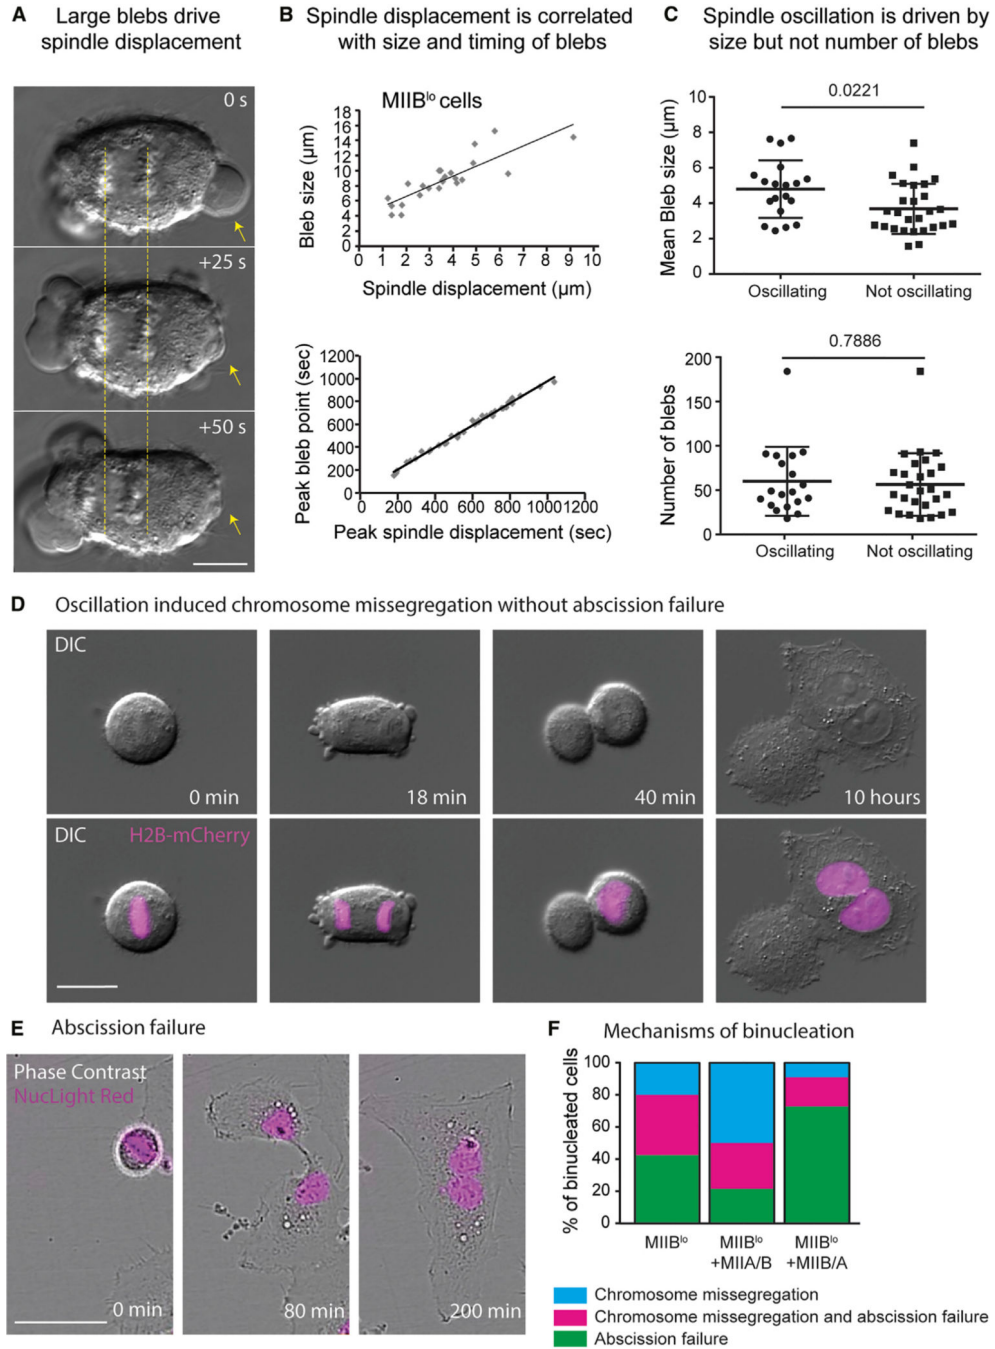 A Large blebs drive
spindle displacement
0 s
+25 s
+50 s
B Spindle displacement is correlated
with size and timing of blebs
MIIBlo cells
Bleb size (μm)
18
16
14
12
10
8
6
4
2
0
0 1 2 3 4 5 6 7 8 9 10
Spindle displacement (μm)
Peak bleb point (sec)
1200
1000
800
600
400
200
0
0 200 400 600 800 1000 1200
Peak spindle displacement (sec)
C Spindle oscillation is driven by
size but not number of blebs
0.0221
Mean Bleb size (μm)
10
8
6
4
2
0
Oscillating Not oscillating
0.7886
Number of blebs
200
150
100
50
0
Oscillating Not oscillating
D Oscillation induced chromosome missegregation without abscission failure
DIC
0 min 18 min 40 min 10 hours
DIC H2B-mCherry
E Abscission failure
Phase Contrast
NucLight Red
0 min 80 min 200 min
F Mechanisms of binucleation
% of binucleated cells
100
80
60
40
20
0
MIIBlo MIIBlo MIIBlo
+MIIA/B +MIIB/A
Chromosome missegregation
Chromosome missegregation and abscission failure
Abscission failure